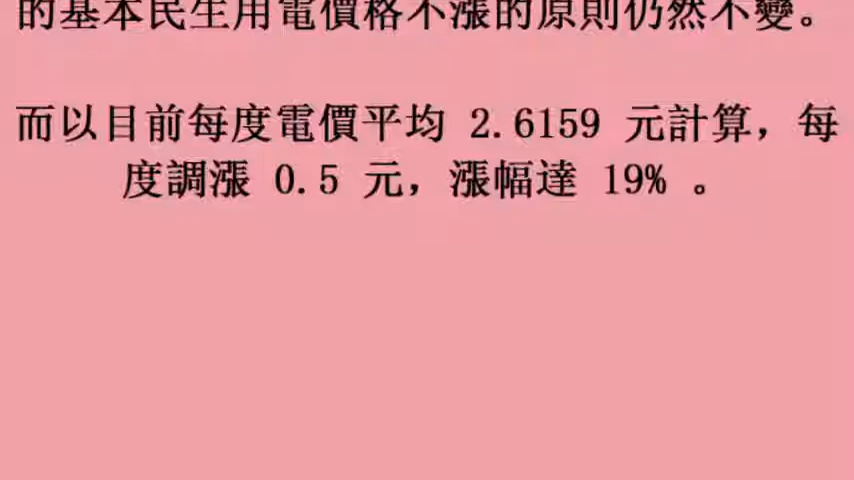 的基本民生用電價格不漲的原則仍然不變。
而以目前每度電價平均 2.6159 元計算，每
度調漲 0.5 元，漲幅達 19% 。